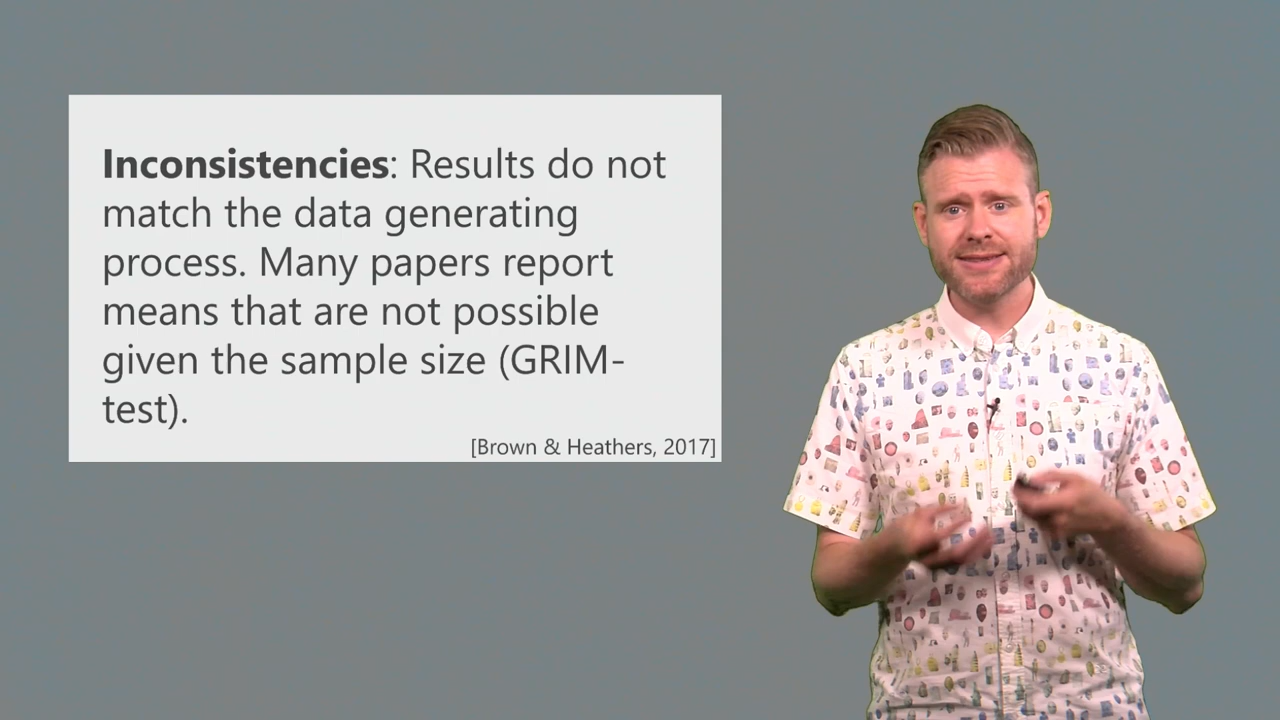 Inconsistencies: Results do not
match the data generating
process. Many papers report
means that are not possible
given the sample size (GRIM-
test).
[Brown & Heathers, 2017]